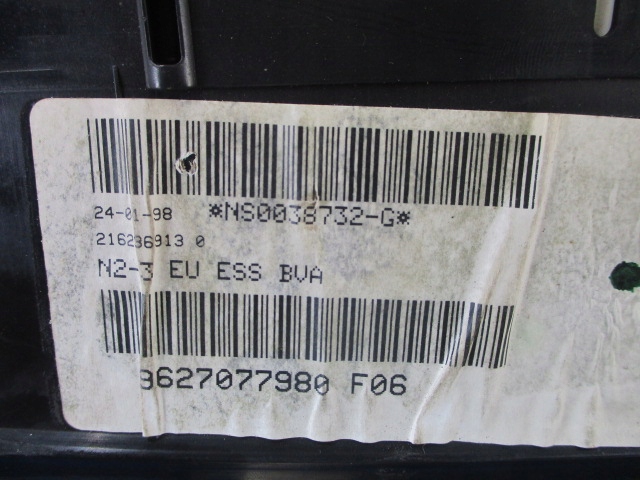 24-01-98 *NS0038732-G*
216236913 0
N2-3 EU ESS BVA
9627077980 F06